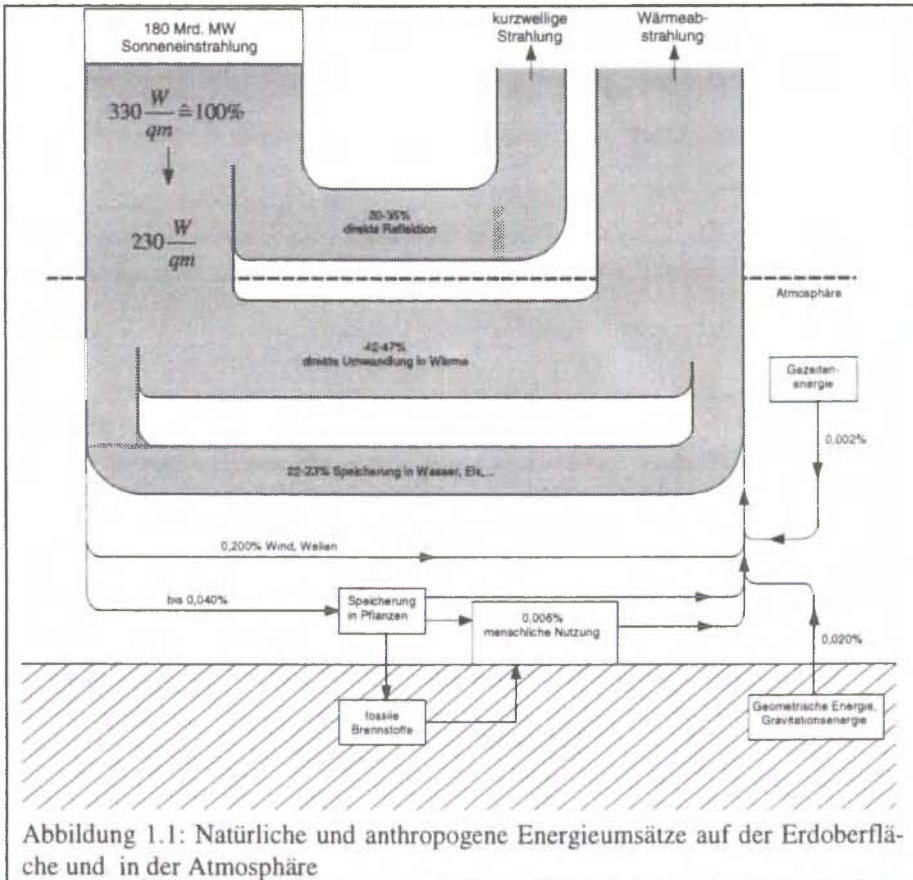 180 Mrd. MW
Sonneneinstrahlung
kurzwellige
Strahlung
Wärmeab-
strahlung
330 W/qm ≙ 100%
230 W/qm
30-35%
direkte Reflektion
Atmosphäre
42-47%
direkte Umwandlung in Wärme
Gezeiten-
energie
0,002%
22-23% Speicherung in Wasser, Eis,...
0,200% Wind, Wellen
bis 0,040%
Speicherung
in Pflanzen
0,006%
menschliche Nutzung
0,020%
fossile
Brennstoffe
Geometrische Energie,
Gravitationsenergie
Abbildung 1.1: Natürliche und anthropogene Energieumsätze auf der Erdoberflä-
che und in der Atmosphäre